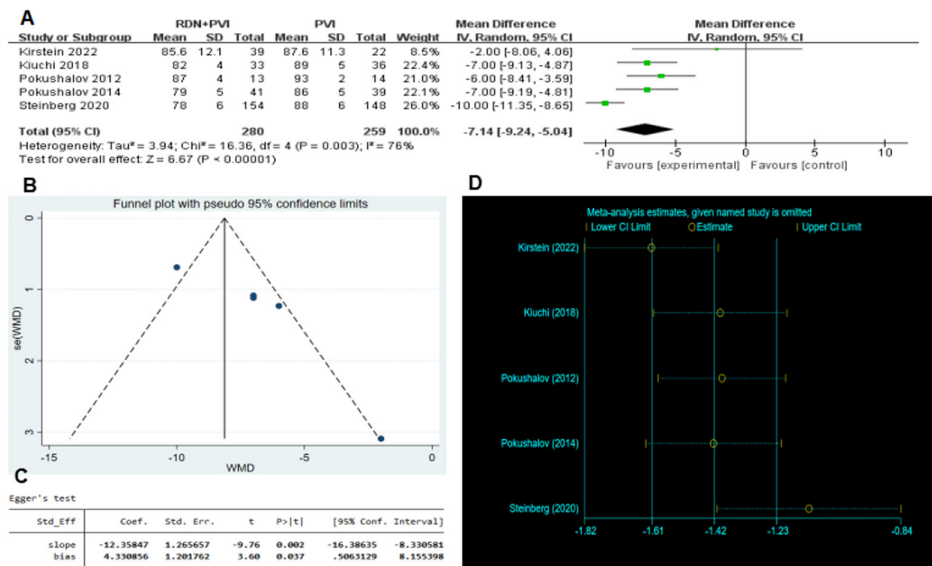 A
RDN+PVI PVI Mean Difference Mean Difference
Study or Subgroup Mean SD Total Mean SD Total Weight IV, Random, 95% CI IV, Random, 95% CI
Kirstein 2022 85.6 12.1 39 87.6 11.3 22 8.5% -2.00 [-8.06, 4.06]
Kiuchi 2018 82 4 33 89 5 36 22.4% -7.00 [-9.13, -4.87]
Pokushalov 2012 87 4 13 93 2 14 21.0% -6.00 [-8.41, -3.59]
Pokushalov 2014 79 5 41 86 5 39 22.1% -7.00 [-9.19, -4.81]
Steinberg 2020 78 6 154 88 6 148 26.0% -10.00 [-11.35, -8.65]
Total (95% CI) 280 259 100.0% -7.14 [-9.24, -5.04]
Heterogeneity: Tau² = 3.94; Chi² = 16.36, df = 4 (P = 0.003); I² = 76%
Test for overall effect: Z = 6.67 (P < 0.00001)
-10 -5 0 5 10
Favours [experimental] Favours [control]
B
Funnel plot with pseudo 95% confidence limits
se(WMD)
0
1
2
3
-15 -10 -5 0
WMD
C
Egger's test
Std_Eff Coef. Std. Err. t P>|t| [95% Conf. Interval]
slope -12.35847 1.265657 -9.76 0.002 -16.38635 -8.330581
bias 4.330856 1.201762 3.60 0.037 .5063129 8.155398
D
Meta-analysis estimates, given named study is omitted
Lower CI Limit Estimate Upper CI Limit
Kirstein (2022)
Kiuchi (2018)
Pokushalov (2012)
Pokushalov (2014)
Steinberg (2020)
-1.82 -1.61 -1.42 -1.23 -0.84